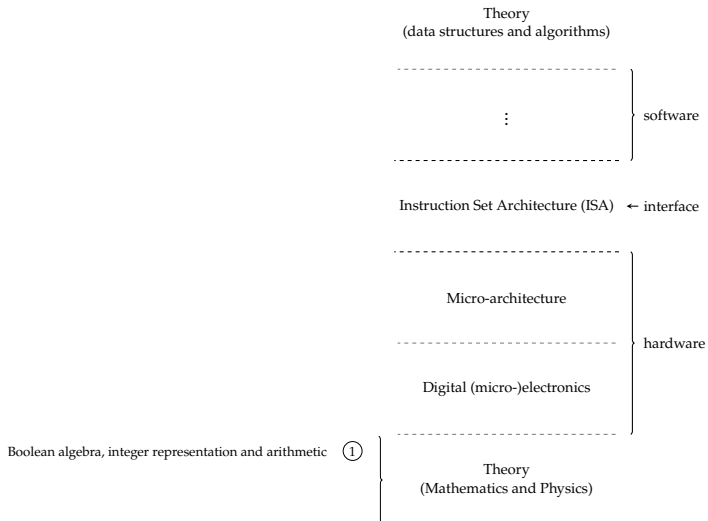 Theory
(data structures and algorithms)
⋮
software
Instruction Set Architecture (ISA)
← interface
Micro-architecture
hardware
Digital (micro-)electronics
Boolean algebra, integer representation and arithmetic
1
Theory
(Mathematics and Physics)